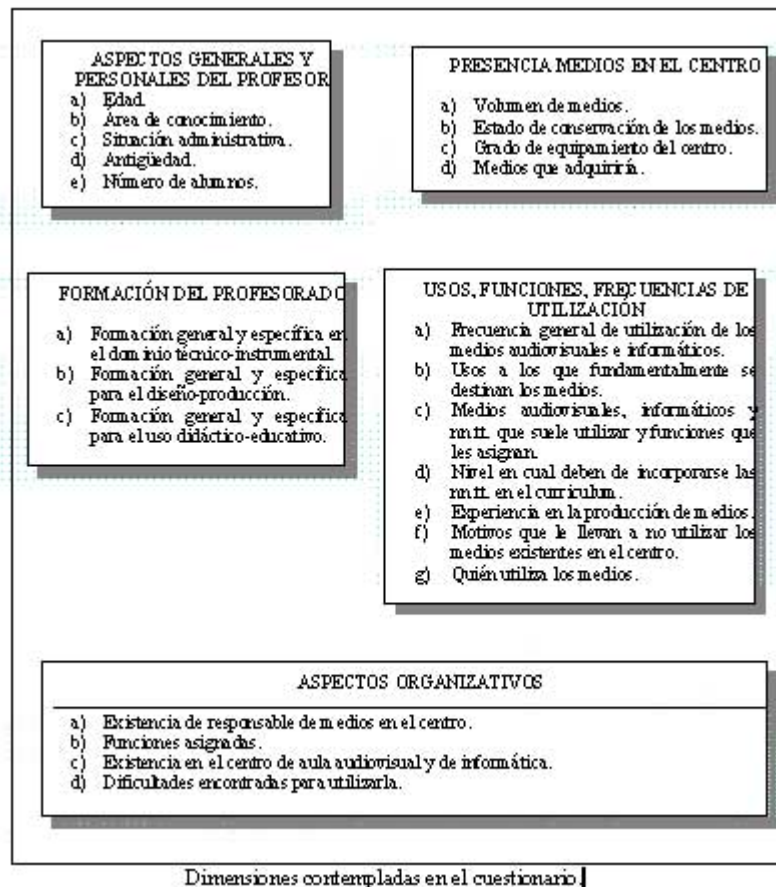 ASPECTOS GENERALES Y
PERSONALES DEL PROFESOR
a) Edad.
b) Área de conocimiento.
c) Situación administrativa.
d) Antigüedad.
e) Número de alumnos.
PRESENCIA MEDIOS EN EL CENTRO
a) Volumen de medios.
b) Estado de conservación de los medios.
c) Grado de equipamiento del centro.
d) Medios que adquiriría.
FORMACIÓN DEL PROFESORADO
a) Formación general y específica en
el dominio técnico-instrumental.
b) Formación general y específica
para el diseño-producción.
c) Formación general y específica
para el uso didáctico-educativo.
USOS, FUNCIONES, FRECUENCIAS DE
UTILIZACIÓN
a) Frecuencia general de utilización de los
medios audiovisuales e informáticos.
b) Usos a los que fundamentalmente se
destinan los medios.
c) Medios audiovisuales, informáticos y
nn.tt. que suele utilizar y funciones que
les asignan.
d) Nivel en cual deben de incorporarse las
nn.tt. en el curriculum.
e) Experiencia en la producción de medios.
f) Motivos que le llevan a no utilizar los
medios existentes en el centro.
g) Quién utiliza los medios.
ASPECTOS ORGANIZATIVOS
a) Existencia de responsable de medios en el centro.
b) Funciones asignadas.
c) Existencia en el centro de aula audiovisual y de informática.
d) Dificultades encontradas para utilizarla.
Dimensiones contempladas en el cuestionario.